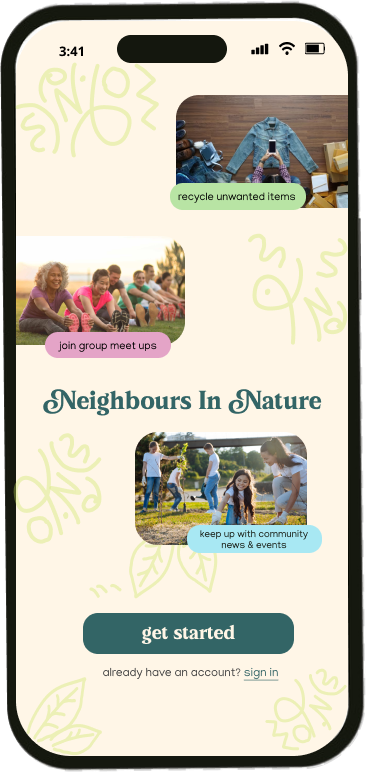 3:41
recycle unwanted items
join group meet ups
Neighbours In Nature
keep up with community
news & events
get started
already have an account? sign in